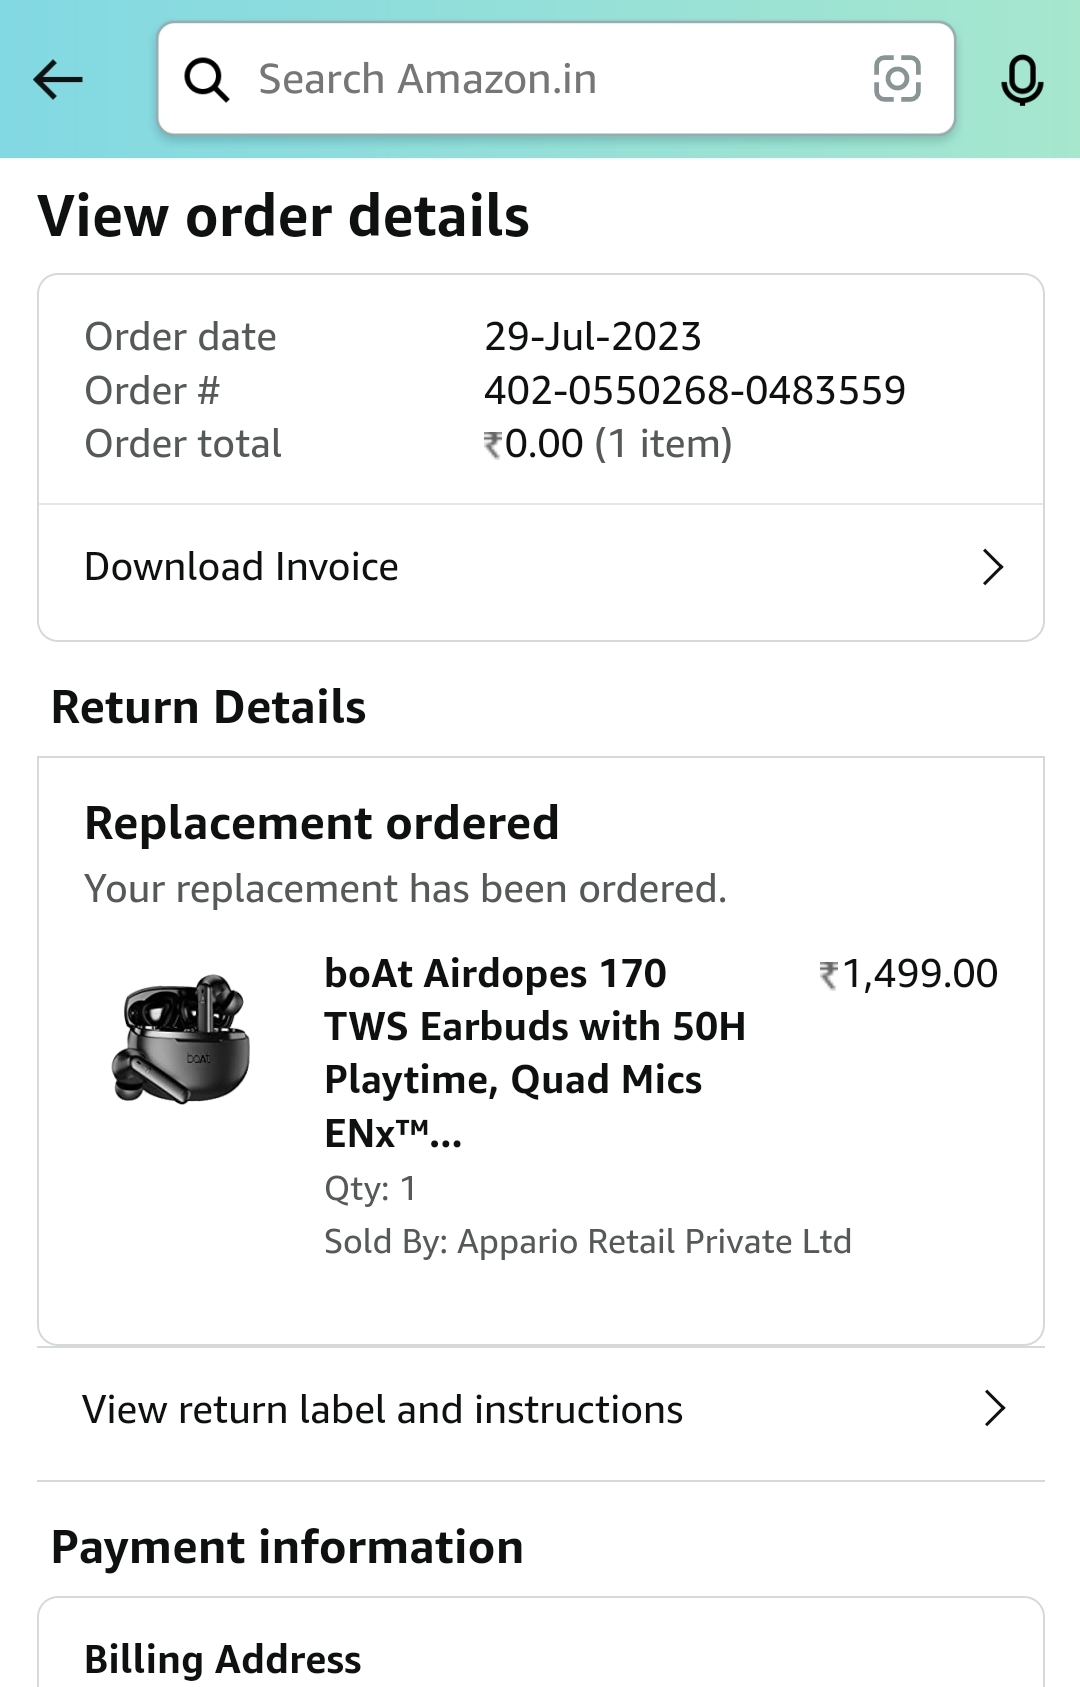 Search Amazon.in
View order details
Order date 29-Jul-2023
Order # 402-0550268-0483559
Order total ₹0.00 (1 item)
Download Invoice
Return Details
Replacement ordered
Your replacement has been ordered.
boAt Airdopes 170 ₹1,499.00
TWS Earbuds with 50H
Playtime, Quad Mics
ENx™...
boAt
Qty: 1
Sold By: Appario Retail Private Ltd
View return label and instructions
Payment information
Billing Address